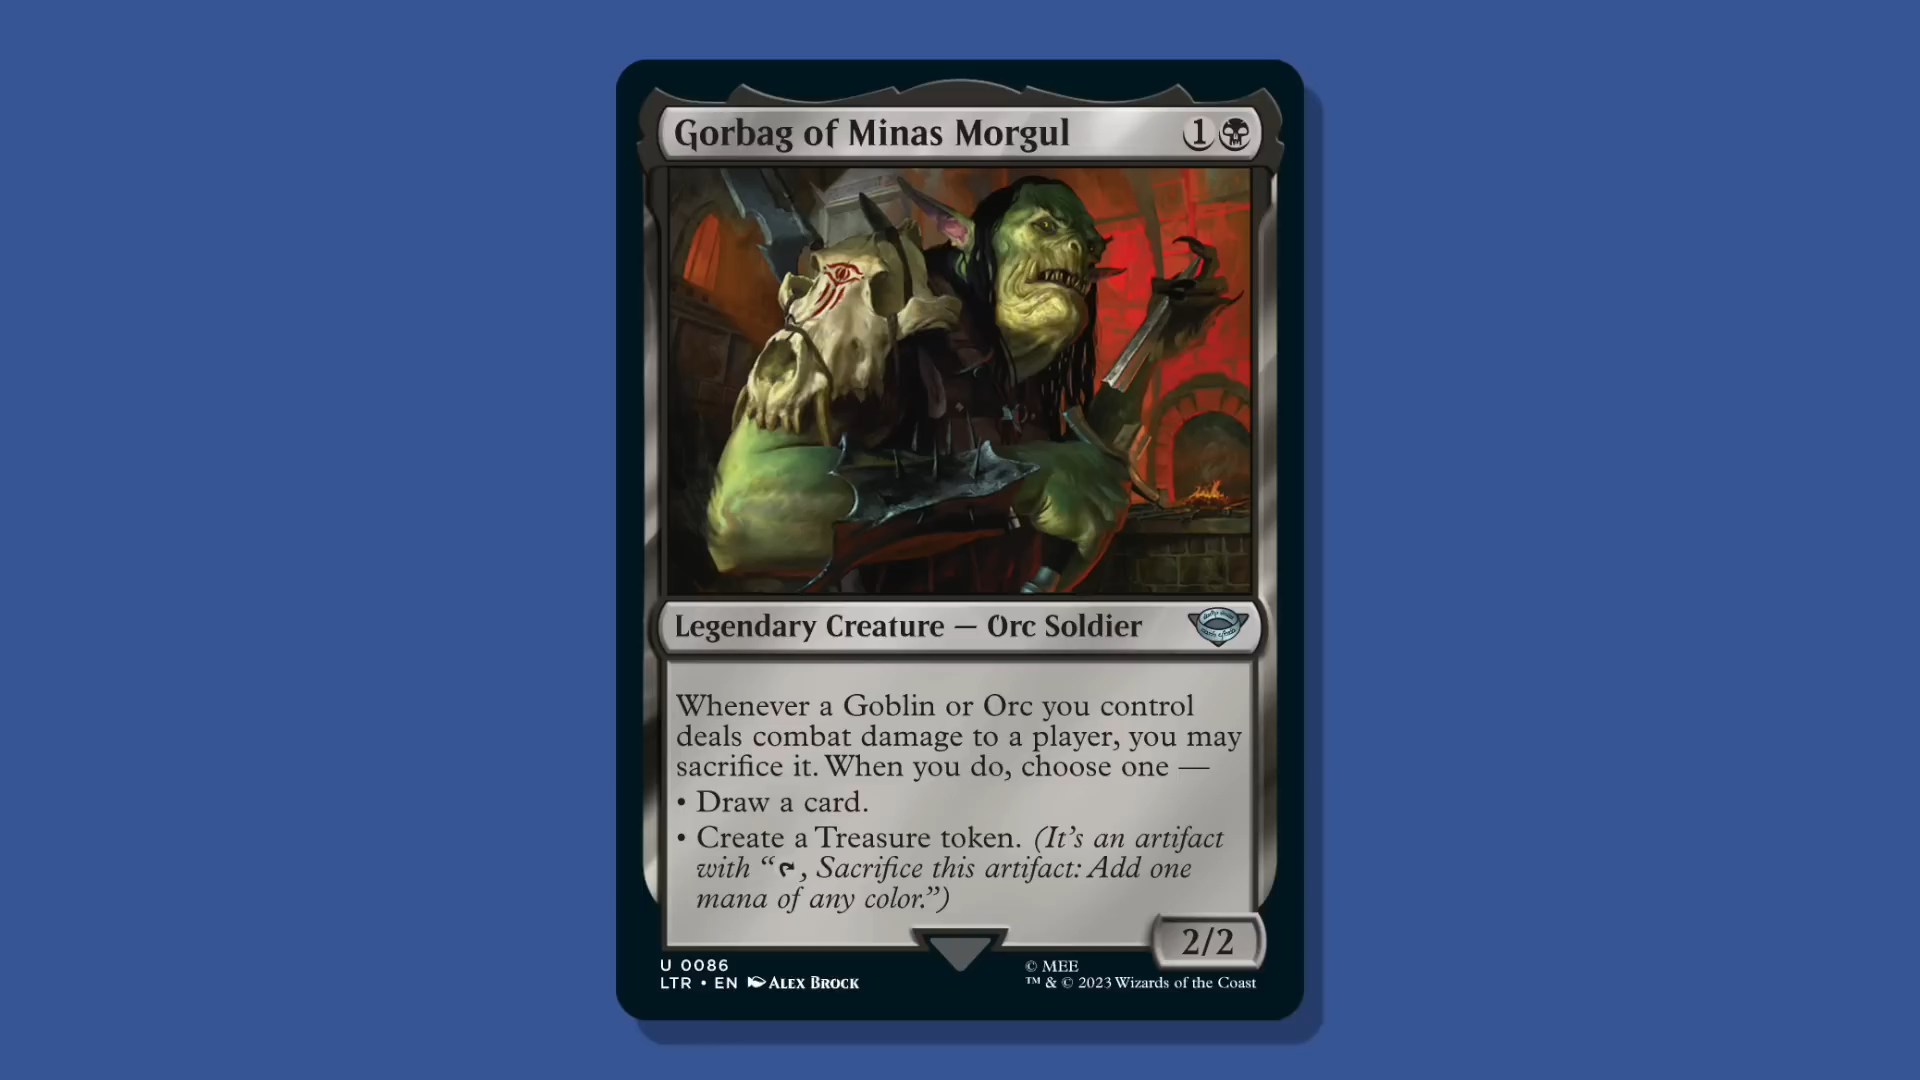 Gorbag of Minas Morgul 1
Legendary Creature — Orc Soldier
Whenever a Goblin or Orc you control
deals combat damage to a player, you may
sacrifice it. When you do, choose one —
• Draw a card.
• Create a Treasure token. (It's an artifact
with “, Sacrifice this artifact: Add one
mana of any color.”)
2/2
U 0086
LTR • EN ALEX BROCK
© MEE
™ & © 2023 Wizards of the Coast